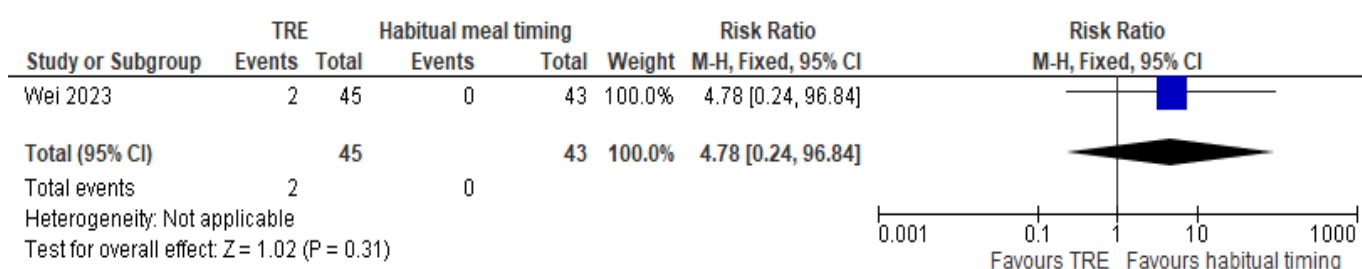 TRE Habitual meal timing Risk Ratio Risk Ratio
Study or Subgroup Events Total Events Total Weight M-H, Fixed, 95% CI M-H, Fixed, 95% CI
Wei 2023 2 45 0 43 100.0% 4.78 [0.24, 96.84]
Total (95% CI) 45 43 100.0% 4.78 [0.24, 96.84]
Total events 2 0
Heterogeneity: Not applicable
Test for overall effect: Z = 1.02 (P = 0.31)
0.001 0.1 1 10 1000
Favours TRE Favours habitual timing